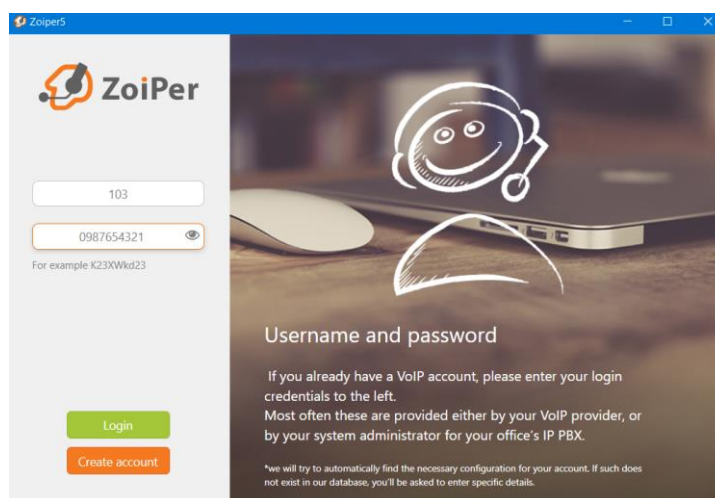 Zoiper5
ZoiPer
103
0987654321
For example K23XWkd23
Login
Create account
Username and password
If you already have a VoIP account, please enter your login
credentials to the left.
Most often these are provided either by your VoIP provider, or
by your system administrator for your office's IP PBX.
*we will try to automatically find the necessary configuration for your account. If such does
not exist in our database, you'll be asked to enter specific details.